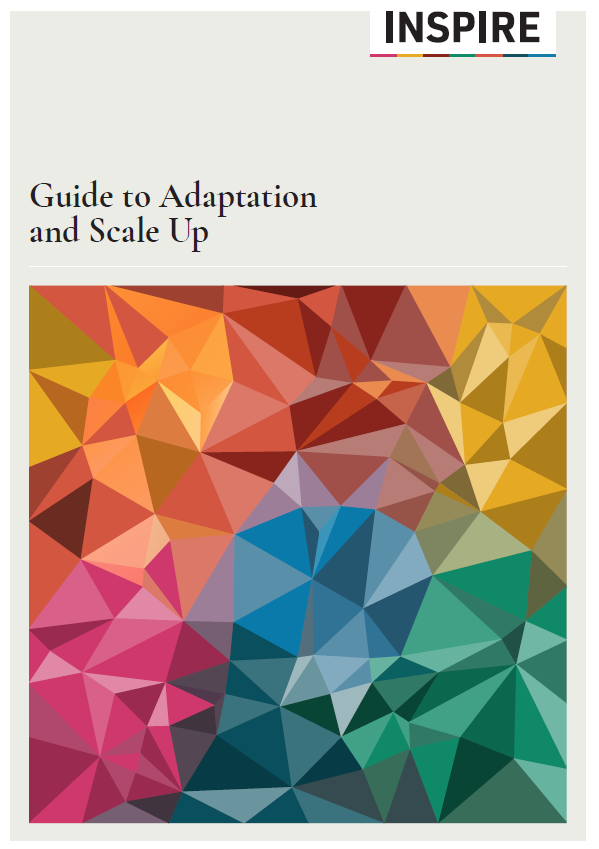 INSPIRE
Guide to Adaptation
and Scale Up